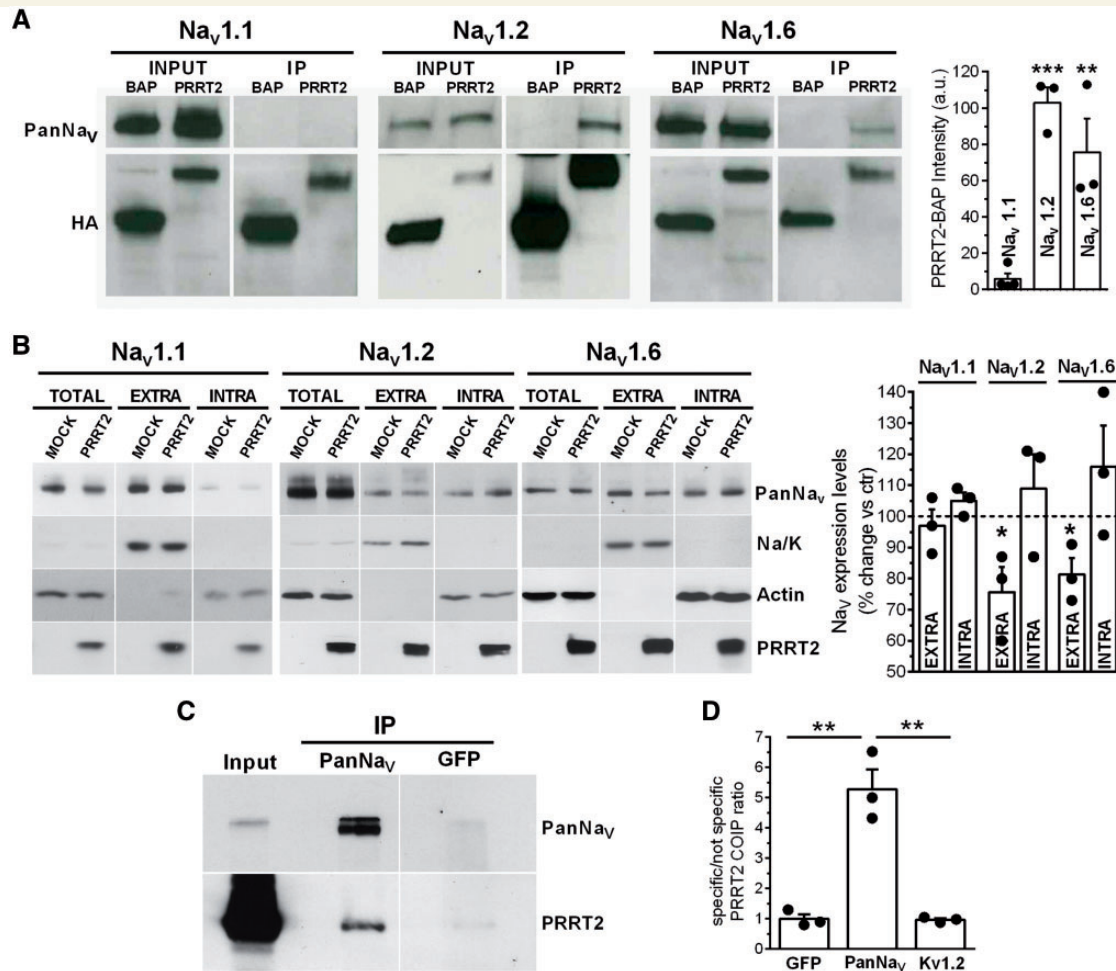 A
Nav1.1 Nav1.2 Nav1.6
INPUT IP INPUT IP INPUT IP
BAP PRRT2 BAP PRRT2 BAP PRRT2 BAP PRRT2 BAP PRRT2 BAP PRRT2
PanNav
HA
PRRT2-BAP Intensity (a.u.)
120
100
80
60
40
20
0
*** **
Nav 1.1 Nav 1.2 Nav 1.6
B
Nav1.1 Nav1.2 Nav1.6
TOTAL EXTRA INTRA TOTAL EXTRA INTRA TOTAL EXTRA INTRA
MOCK PRRT2 MOCK PRRT2 MOCK PRRT2 MOCK PRRT2 MOCK PRRT2 MOCK PRRT2 MOCK PRRT2 MOCK PRRT2 MOCK PRRT2
PanNav
Na/K
Actin
PRRT2
Nav1.1 Nav1.2 Nav1.6
Nav expression levels
(% change vs ctr)
140
130
120
110
100
90
80
70
60
50
* *
EXTRA INTRA EXTRA INTRA EXTRA INTRA
C
IP
Input PanNav GFP
PanNav
PRRT2
D
specific/not specific
PRRT2 COIP ratio
7
6
5
4
3
2
1
0
** **
GFP PanNav Kv1.2